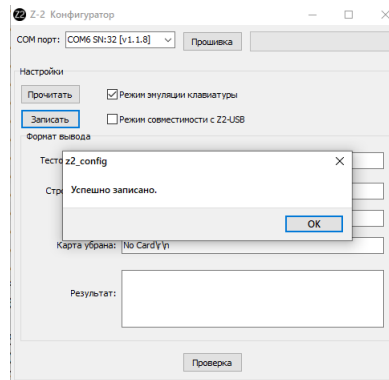 Z2 Z-2 Конфигуратор
COM порт: COM6 SN:32 [v1.1.8] Прошивка
Настройки
Прочитать Режим эмуляции клавиатуры
Записать Режим совместимости с Z2-USB
Формат вывода
z2_config
Успешно записано.
OK
Карта убрана: No Card\r\n
Результат:
Проверка